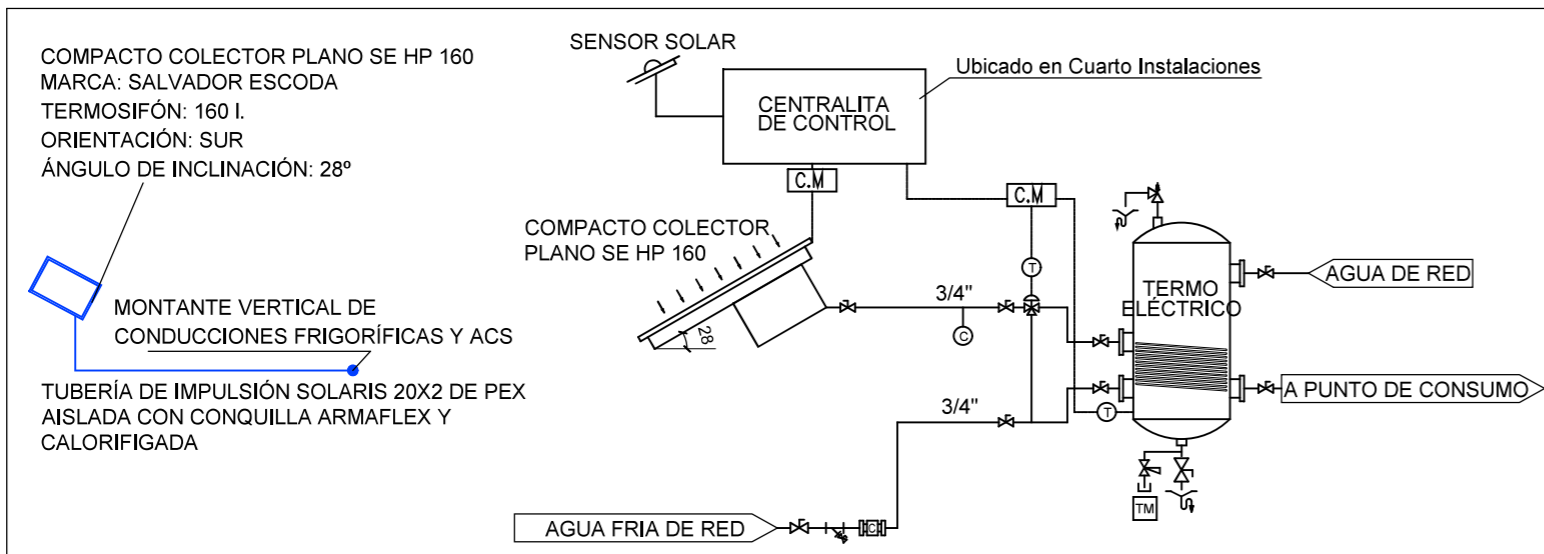 COMPACTO COLECTOR PLANO SE HP 160
MARCA: SALVADOR ESCODA
TERMOSIFÓN: 160 l.
ORIENTACIÓN: SUR
ÁNGULO DE INCLINACIÓN: 28º
MONTANTE VERTICAL DE
CONDUCCIONES FRIGORÍFICAS Y ACS
TUBERÍA DE IMPULSIÓN SOLARIS 20X2 DE PEX
AISLADA CON CONQUILLA ARMAFLEX Y
CALORIFIGADA
SENSOR SOLAR
CENTRALITA
DE CONTROL
Ubicado en Cuarto Instalaciones
C.M
C.M
COMPACTO COLECTOR
PLANO SE HP 160
28
T
3/4"
C
TERMO
ELÉCTRICO
AGUA DE RED
A PUNTO DE CONSUMO
3/4"
T
TM
AGUA FRIA DE RED
C